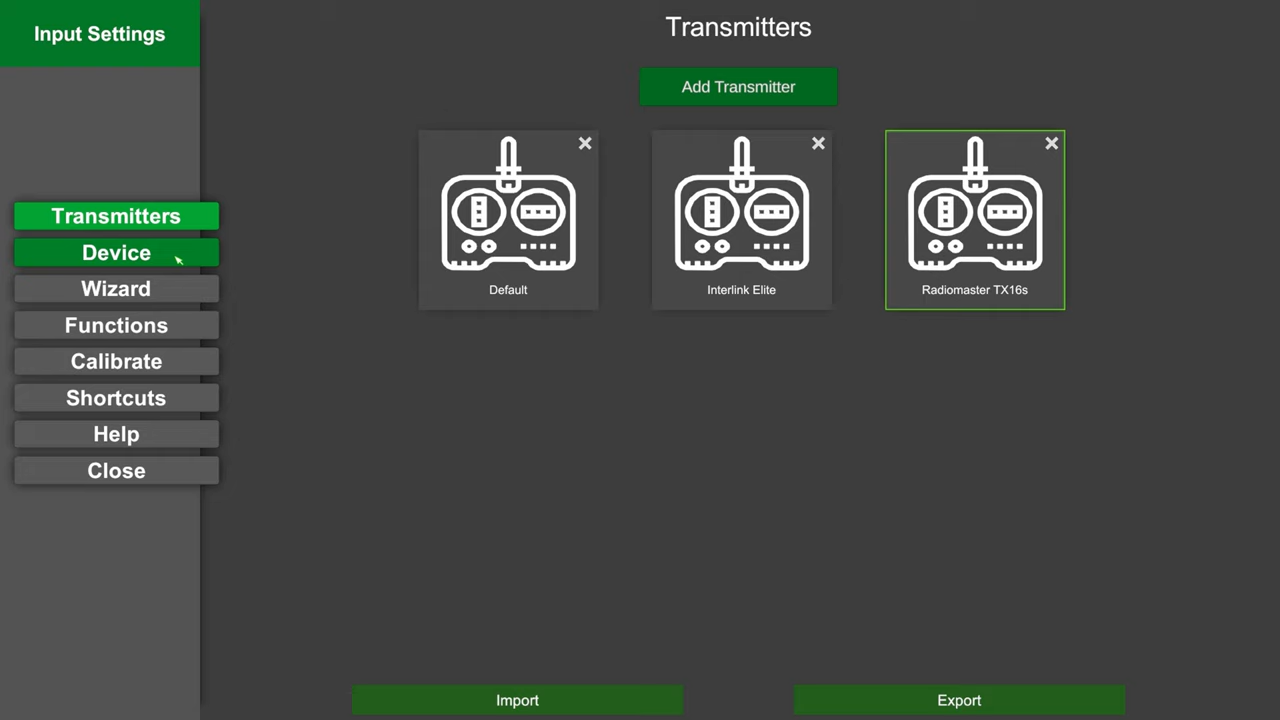 Input Settings
Transmitters
Device
Wizard
Functions
Calibrate
Shortcuts
Help
Close
Transmitters
Add Transmitter
Default
Interlink Elite
Radiomaster TX16s
Import
Export